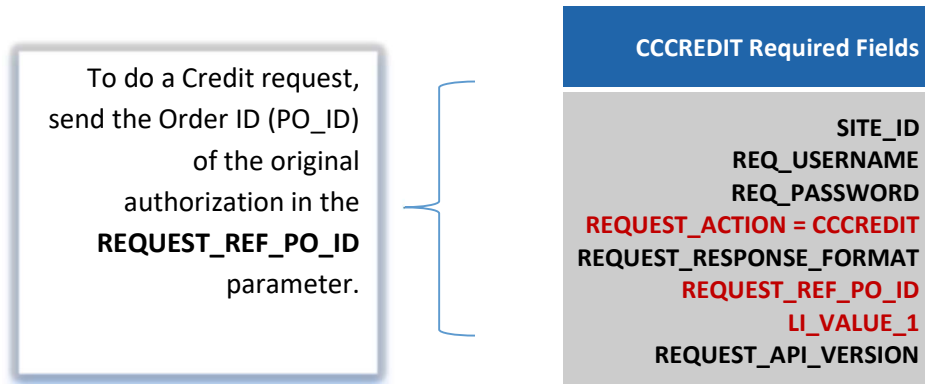 To do a Credit request,
send the Order ID (PO_ID)
of the original
authorization in the
REQUEST_REF_PO_ID
parameter.
CCCREDIT Required Fields
SITE_ID
REQ_USERNAME
REQ_PASSWORD
REQUEST_ACTION = CCCREDIT
REQUEST_RESPONSE_FORMAT
REQUEST_REF_PO_ID
LI_VALUE_1
REQUEST_API_VERSION